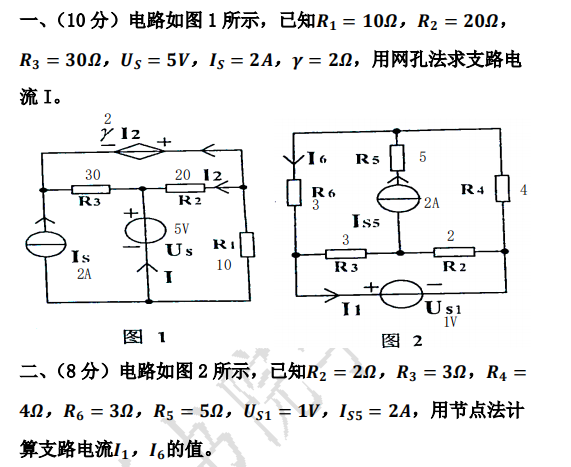 一、（10 分）电路如图 1 所示，已知R₁ = 10Ω，R₂ = 20Ω，
R₃ = 30Ω，U_S = 5V，I_S = 2A，γ = 2Ω，用网孔法求支路电
流 I。
2
γ I2
− +
30
R3
20 I2
R2
+
5V
−
Us
Is
2A
R1
10
I
图 1
I6
R5
5
R6
3
2A
Is5
R4
4
3
R3
2
R2
+ −
I1
Us1
1V
图 2
二、（8 分）电路如图 2 所示，已知R₂ = 2Ω，R₃ = 3Ω，R₄ =
4Ω，R₆ = 3Ω，R₅ = 5Ω，U_S1 = 1V，I_S5 = 2A，用节点法计
算支路电流I₁，I₆的值。